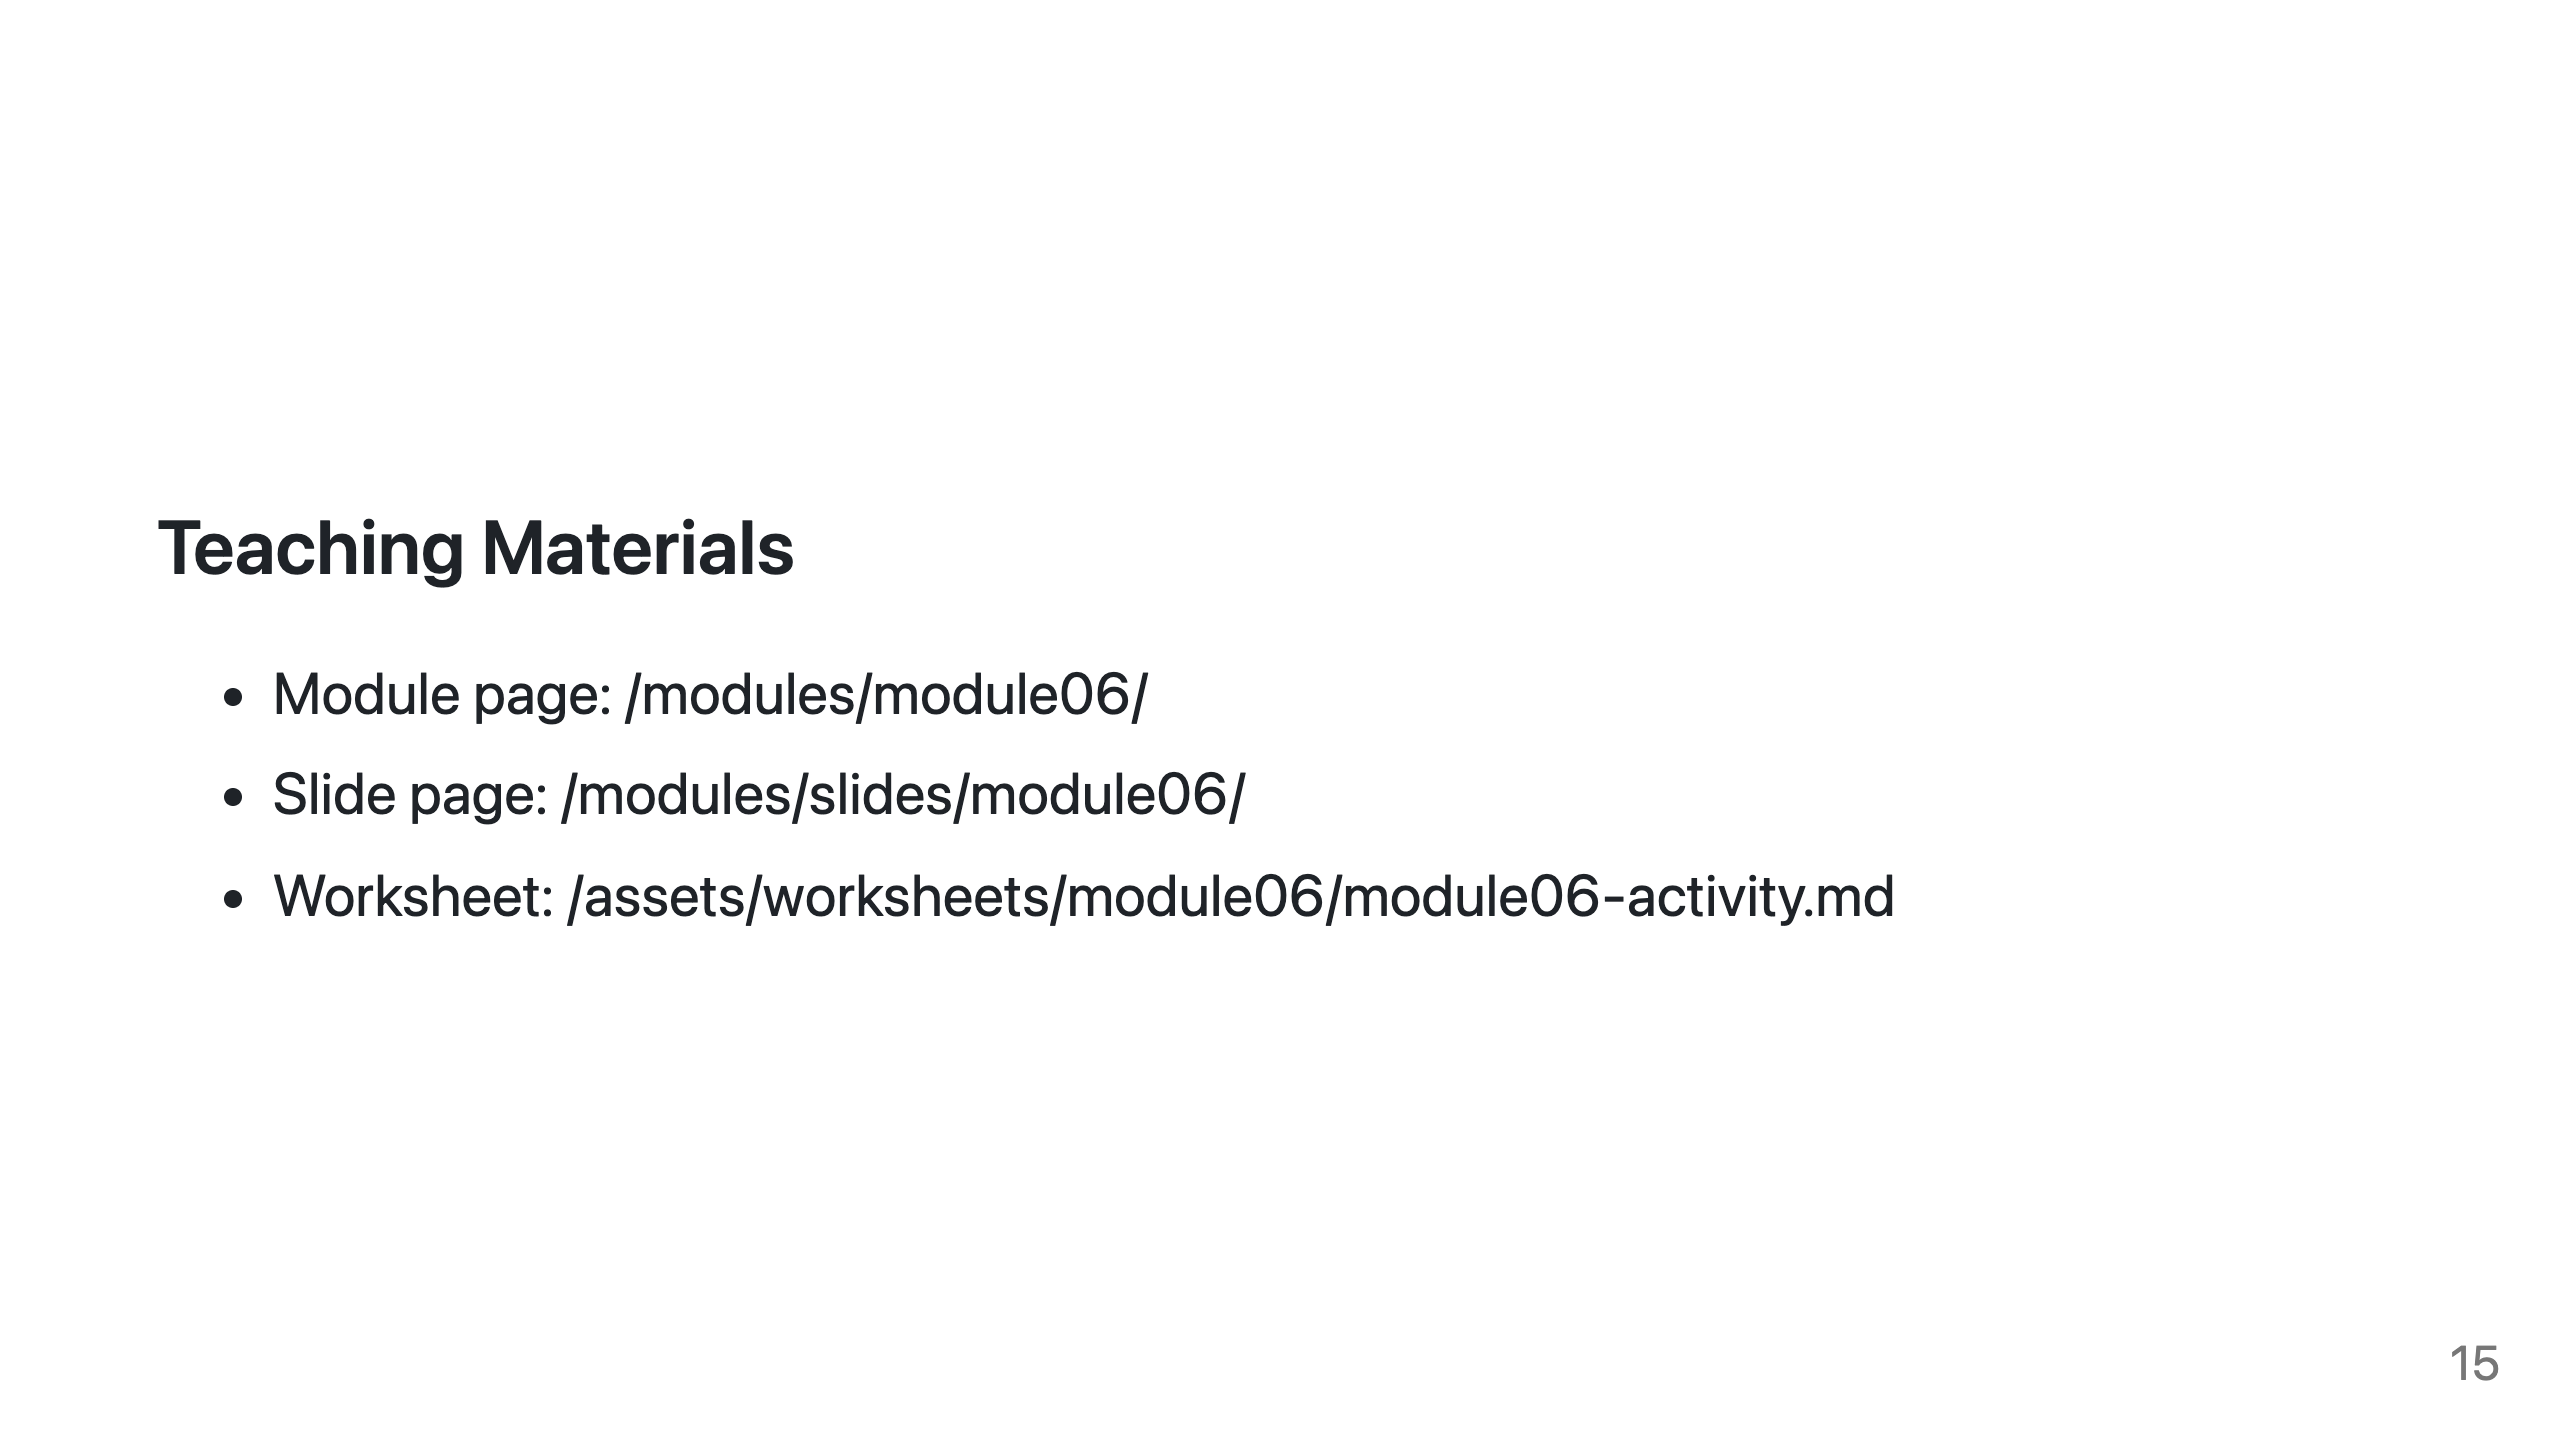 Teaching Materials
• Module page: /modules/module06/
• Slide page: /modules/slides/module06/
• Worksheet: /assets/worksheets/module06/module06-activity.md
15